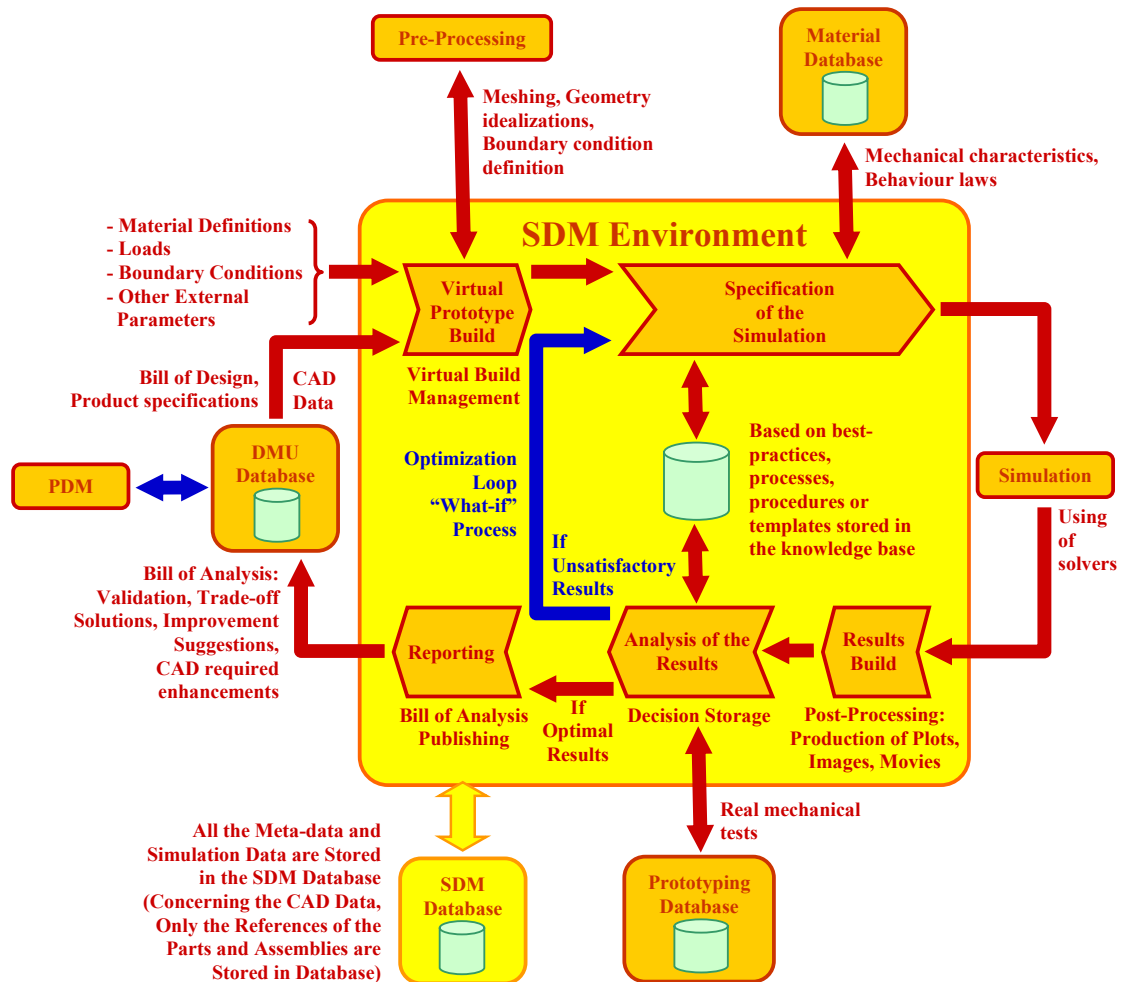 Pre-Processing
Material
Database
Meshing, Geometry
idealizations,
Boundary condition
definition
Mechanical characteristics,
Behaviour laws
- Material Definitions
- Loads
- Boundary Conditions
- Other External
Parameters
SDM Environment
Virtual
Prototype
Build
Specification
of the
Simulation
Virtual Build
Management
Bill of Design,
Product specifications
CAD
Data
DMU
Database
PDM
Optimization
Loop
“What-if”
Process
Based on best-
practices,
processes,
procedures or
templates stored in
the knowledge base
Simulation
Using
of
solvers
If
Unsatisfactory
Results
Bill of Analysis:
Validation, Trade-off
Solutions, Improvement
Suggestions,
CAD required
enhancements
Reporting
Analysis of the
Results
Results
Build
Bill of Analysis
Publishing
If
Optimal
Results
Decision Storage
Post-Processing:
Production of Plots,
Images, Movies
Real mechanical
tests
All the Meta-data and
Simulation Data are Stored
in the SDM Database
(Concerning the CAD Data,
Only the References of the
Parts and Assemblies are
Stored in Database)
SDM
Database
Prototyping
Database